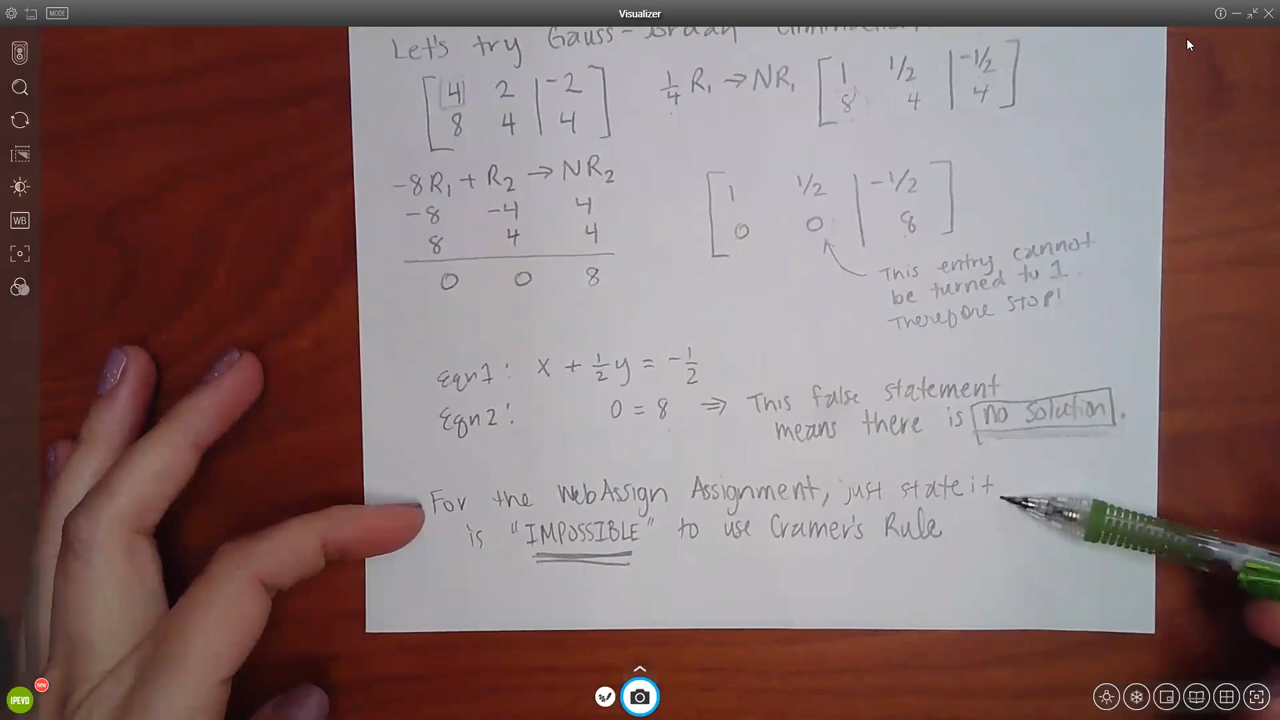 MODE
Visualizer
Let's try Gauss-
[4 2 | -2
8 4 | 4]
1/4 R₁ → NR₁
[1 1/2 | -1/2
8 4 | 4]
-8R₁ + R₂ → NR₂
-8 -4 4
8 4 4
0 0 8
[1 1/2 | -1/2
0 0 | 8]
This entry cannot
be turned to 1.
Therefore STOP!
Eqn1: x + 1/2 y = -1/2
Eqn2: 0 = 8 ⇒ This false statement
means there is no solution.
For the WebAssign Assignment, just state it
is "IMPOSSIBLE" to use Cramer's Rule
WB
IPEVO